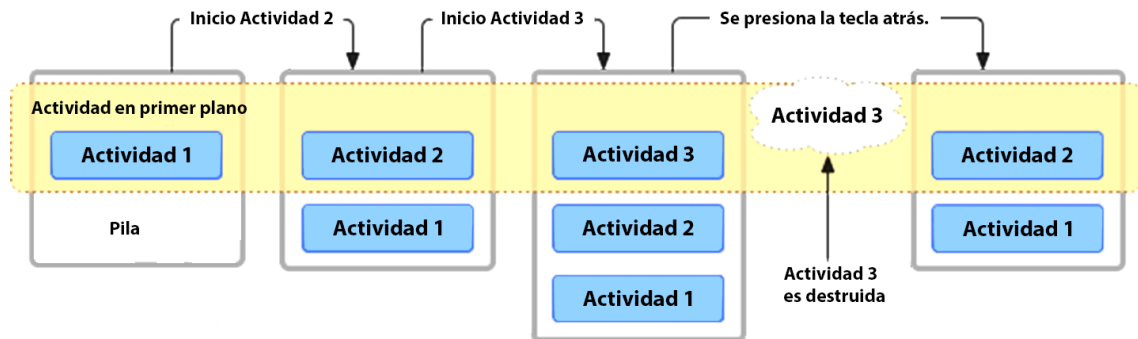 Inicio Actividad 2
Inicio Actividad 3
Se presiona la tecla atrás.
Actividad en primer plano
Actividad 1
Pila
Actividad 2
Actividad 1
Actividad 3
Actividad 2
Actividad 1
Actividad 3
Actividad 3
es destruida
Actividad 2
Actividad 1